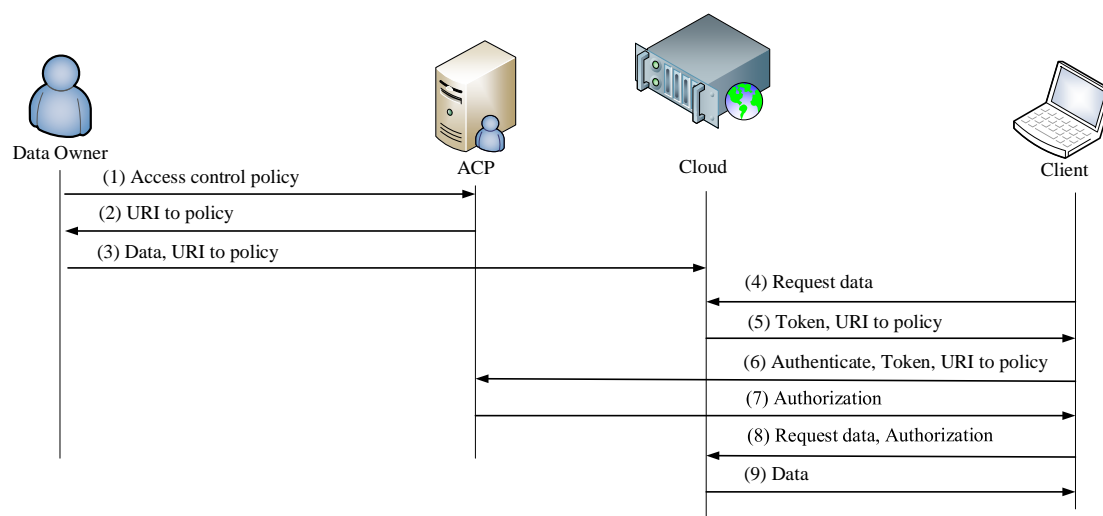 Data Owner
ACP
Cloud
Client
(1) Access control policy
(2) URI to policy
(3) Data, URI to policy
(4) Request data
(5) Token, URI to policy
(6) Authenticate, Token, URI to policy
(7) Authorization
(8) Request data, Authorization
(9) Data